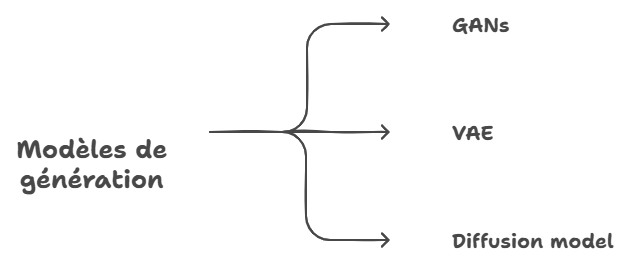 GANs
Modèles de
génération
VAE
Diffusion model